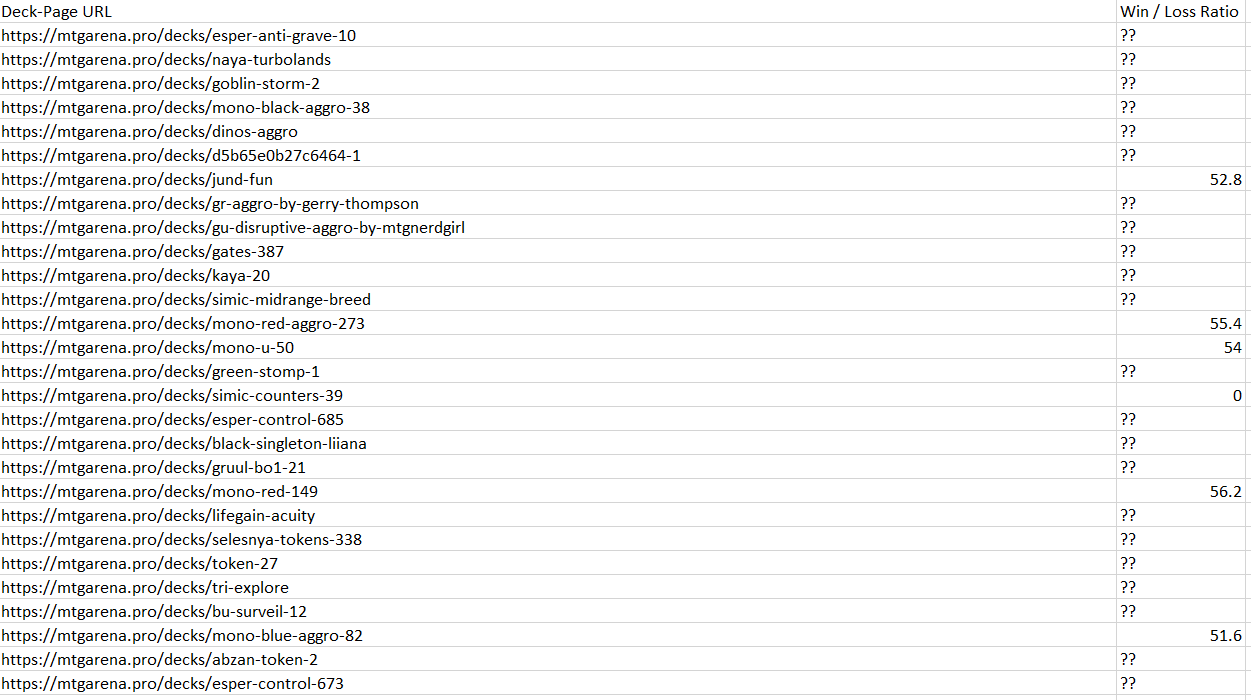 Deck-Page URL Win / Loss Ratio
https://mtgarena.pro/decks/esper-anti-grave-10 ??
https://mtgarena.pro/decks/naya-turbolands ??
https://mtgarena.pro/decks/goblin-storm-2 ??
https://mtgarena.pro/decks/mono-black-aggro-38 ??
https://mtgarena.pro/decks/dinos-aggro ??
https://mtgarena.pro/decks/d5b65e0b27c6464-1 ??
https://mtgarena.pro/decks/jund-fun 52.8
https://mtgarena.pro/decks/gr-aggro-by-gerry-thompson ??
https://mtgarena.pro/decks/gu-disruptive-aggro-by-mtgnerdgirl ??
https://mtgarena.pro/decks/gates-387 ??
https://mtgarena.pro/decks/kaya-20 ??
https://mtgarena.pro/decks/simic-midrange-breed ??
https://mtgarena.pro/decks/mono-red-aggro-273 55.4
https://mtgarena.pro/decks/mono-u-50 54
https://mtgarena.pro/decks/green-stomp-1 ??
https://mtgarena.pro/decks/simic-counters-39 0
https://mtgarena.pro/decks/esper-control-685 ??
https://mtgarena.pro/decks/black-singleton-liiana ??
https://mtgarena.pro/decks/gruul-bo1-21 ??
https://mtgarena.pro/decks/mono-red-149 56.2
https://mtgarena.pro/decks/lifegain-acuity ??
https://mtgarena.pro/decks/selesnya-tokens-338 ??
https://mtgarena.pro/decks/token-27 ??
https://mtgarena.pro/decks/tri-explore ??
https://mtgarena.pro/decks/bu-surveil-12 ??
https://mtgarena.pro/decks/mono-blue-aggro-82 51.6
https://mtgarena.pro/decks/abzan-token-2 ??
https://mtgarena.pro/decks/esper-control-673 ??